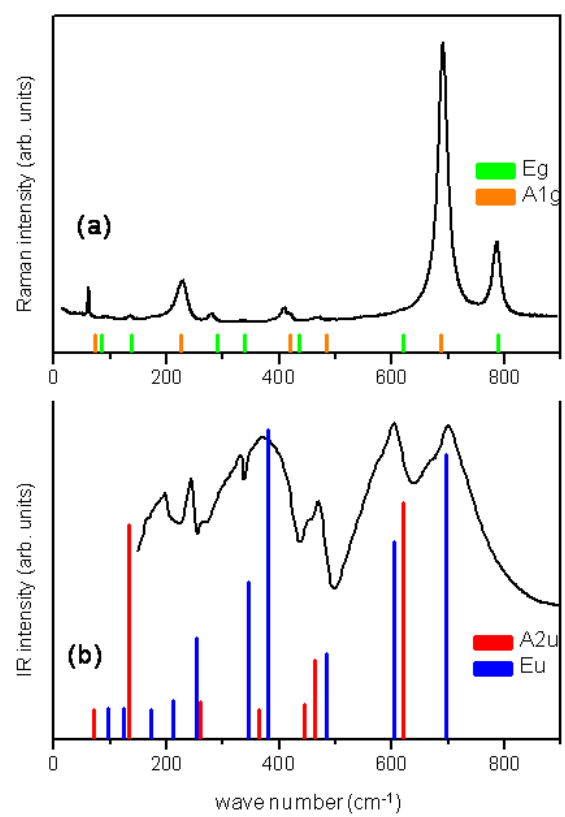 Raman intensity (arb. units)
Eg
A1g
(a)
0 200 400 600 800
IR intensity (arb. units)
A2u
Eu
(b)
0 200 400 600 800
wave number (cm-1)